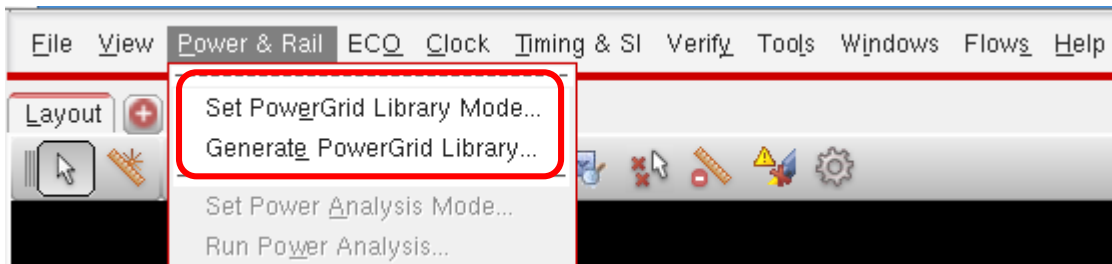 File View Power & Rail ECO Clock Timing & SI Verify Tools Windows Flows Help
Layout
Set PowerGrid Library Mode...
Generate PowerGrid Library...
Set Power Analysis Mode...
Run Power Analysis...